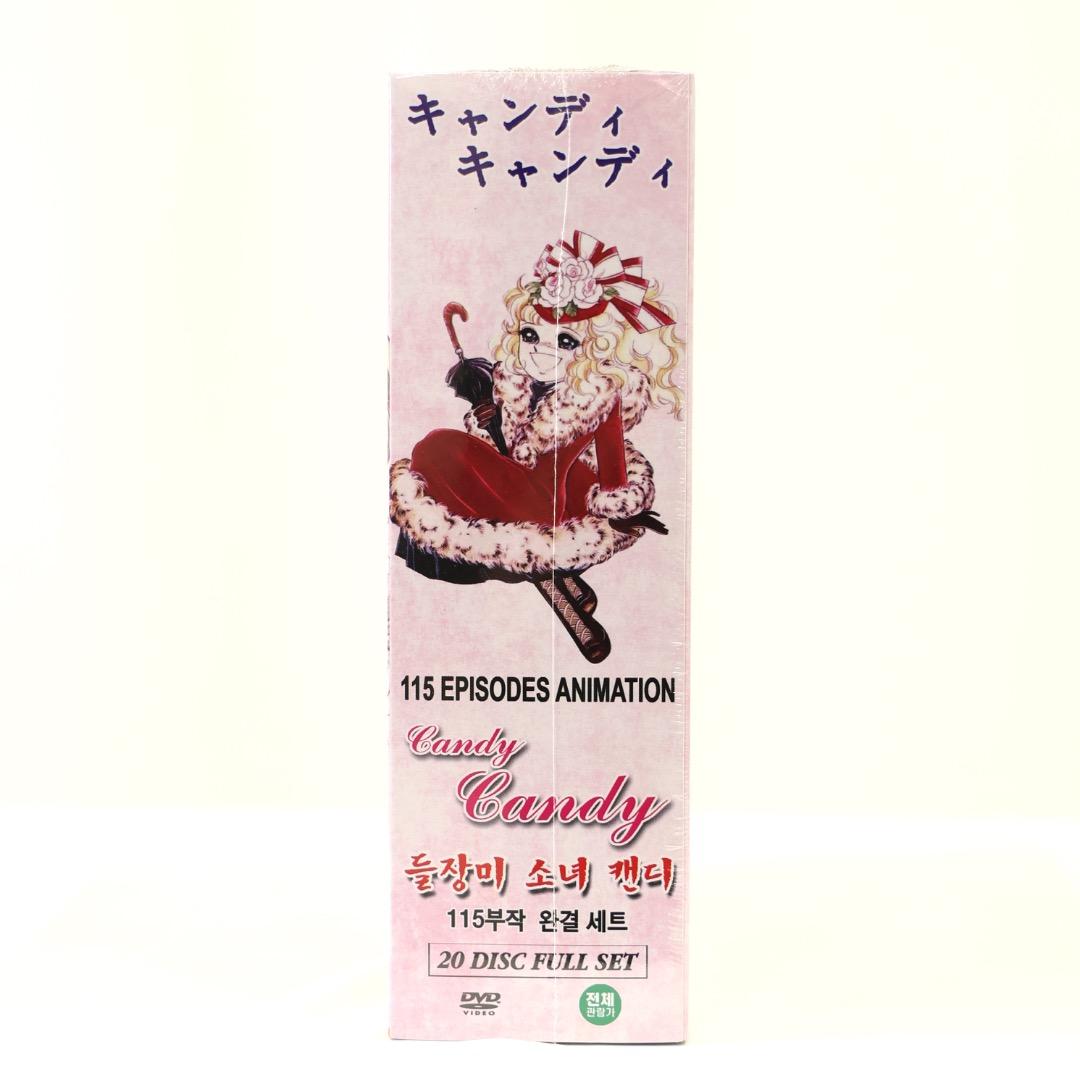 キャンディ
キャンディ
115 EPISODES ANIMATION
Candy
Candy
들장미 소녀 캔디
115부작 완결 세트
20 DISC FULL SET
DVD
VIDEO
전체
관람가